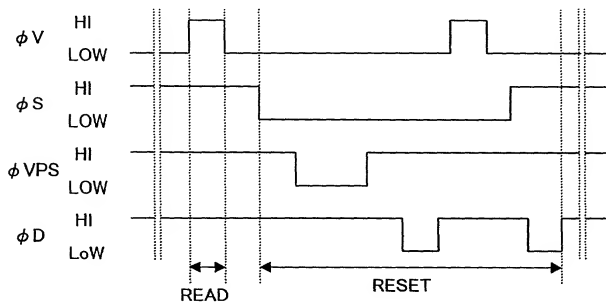 φV HI
LOW
φS HI
LOW
φVPS HI
LOW
φD HI
LoW
READ
RESET